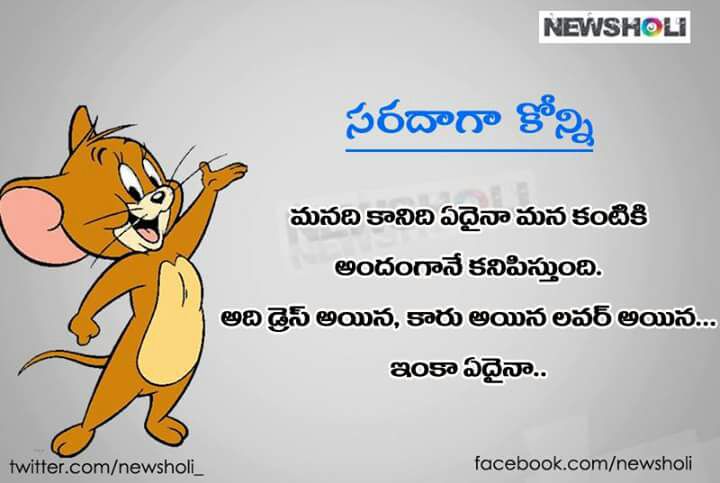 NEWSHOLI
సరదాగా కోన్ని
మనది కానిది ఏదైనా మన కంటికి
అందంగానే కనిపిస్తుంది.
అది డ్రెస్ అయిన, కారు అయిన లవర్ అయిన...
ఇంకా ఏదైనా..
twitter.com/newsholi_
facebook.com/newsholi